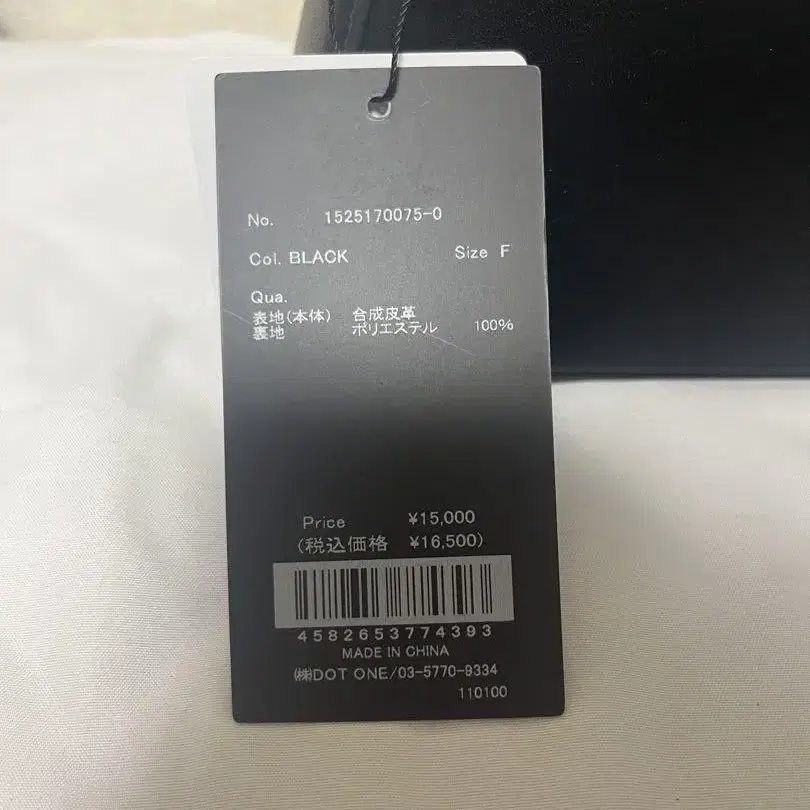 No. 1525170075-0
Col. BLACK Size F
Qua.
表地(本体) 合成皮革
裏地 ポリエステル 100%
Price ¥15,000
(税込価格 ¥16,500)
4582653774393
MADE IN CHINA
㈱DOT ONE/03-5770-9334
110100